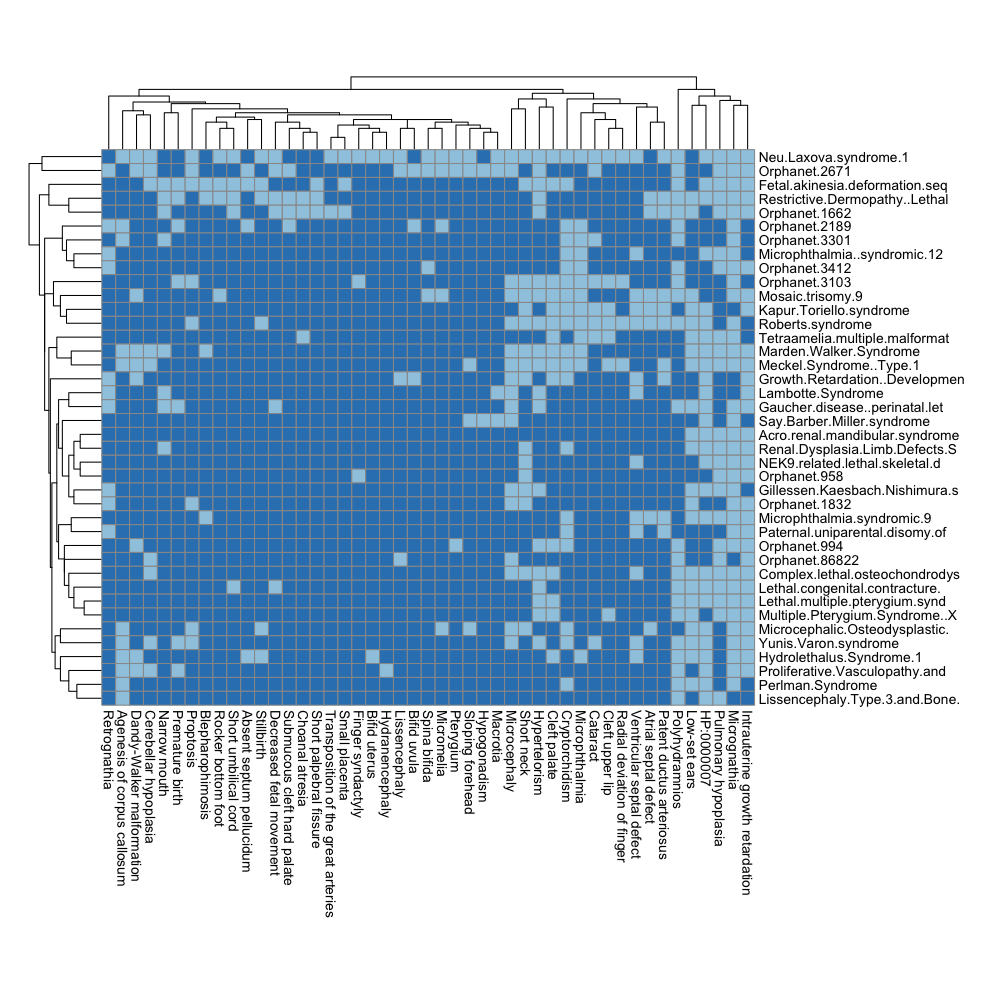 Neu.Laxova.syndrome.1
Orphanet.2671
Fetal.akinesia.deformation.seq
Restrictive.Dermopathy..Lethal
Orphanet.1662
Orphanet.2189
Orphanet.3301
Microphthalmia..syndromic.12
Orphanet.3412
Orphanet.3103
Mosaic.trisomy.9
Kapur.Toriello.syndrome
Roberts.syndrome
Tetraamelia.multiple.malformat
Marden.Walker.Syndrome
Meckel.Syndrome..Type.1
Growth.Retardation..Developmen
Lambotte.Syndrome
Gaucher.disease..perinatal.let
Say.Barber.Miller.syndrome
Acro.renal.mandibular.syndrome
Renal.Dysplasia.Limb.Defects.S
NEK9.related.lethal.skeletal.d
Orphanet.958
Gillessen.Kaesbach.Nishimura.s
Orphanet.1832
Microphthalmia.syndromic.9
Paternal.uniparental.disomy.of
Orphanet.994
Orphanet.86822
Complex.lethal.osteochondrodys
Lethal.congenital.contracture.
Lethal.multiple.pterygium.synd
Multiple.Pterygium.Syndrome..X
Microcephalic.Osteodysplastic.
Yunis.Varon.syndrome
Hydrolethalus.Syndrome.1
Proliferative.Vasculopathy.and
Perlman.Syndrome
Lissencephaly.Type.3.and.Bone.
Retrognathia
Agenesis of corpus callosum
Dandy-Walker malformation
Cerebellar hypoplasia
Narrow mouth
Premature birth
Proptosis
Blepharophimosis
Rocker bottom foot
Short umbilical cord
Absent septum pellucidum
Stillbirth
Decreased fetal movement
Submucous cleft hard palate
Choanal atresia
Short palpebral fissure
Transposition of the great arteries
Small placenta
Finger syndactyly
Bifid uterus
Hydranencephaly
Lissencephaly
Bifid uvula
Spina bifida
Micromelia
Pterygium
Sloping forehead
Hypogonadism
Macrotia
Microcephaly
Short neck
Hypertelorism
Cleft palate
Cryptorchidism
Microphthalmia
Cataract
Cleft upper lip
Radial deviation of finger
Ventricular septal defect
Atrial septal defect
Patent ductus arteriosus
Polyhydramnios
Low-set ears
HP:0000007
Pulmonary hypoplasia
Micrognathia
Intrauterine growth retardation